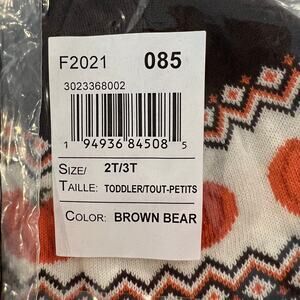 F2021 085
3023368002
1 94936 84508 5
SIZE/ 2T/3T
TAILLE: TODDLER/TOUT-PETITS
COLOR: BROWN BEAR